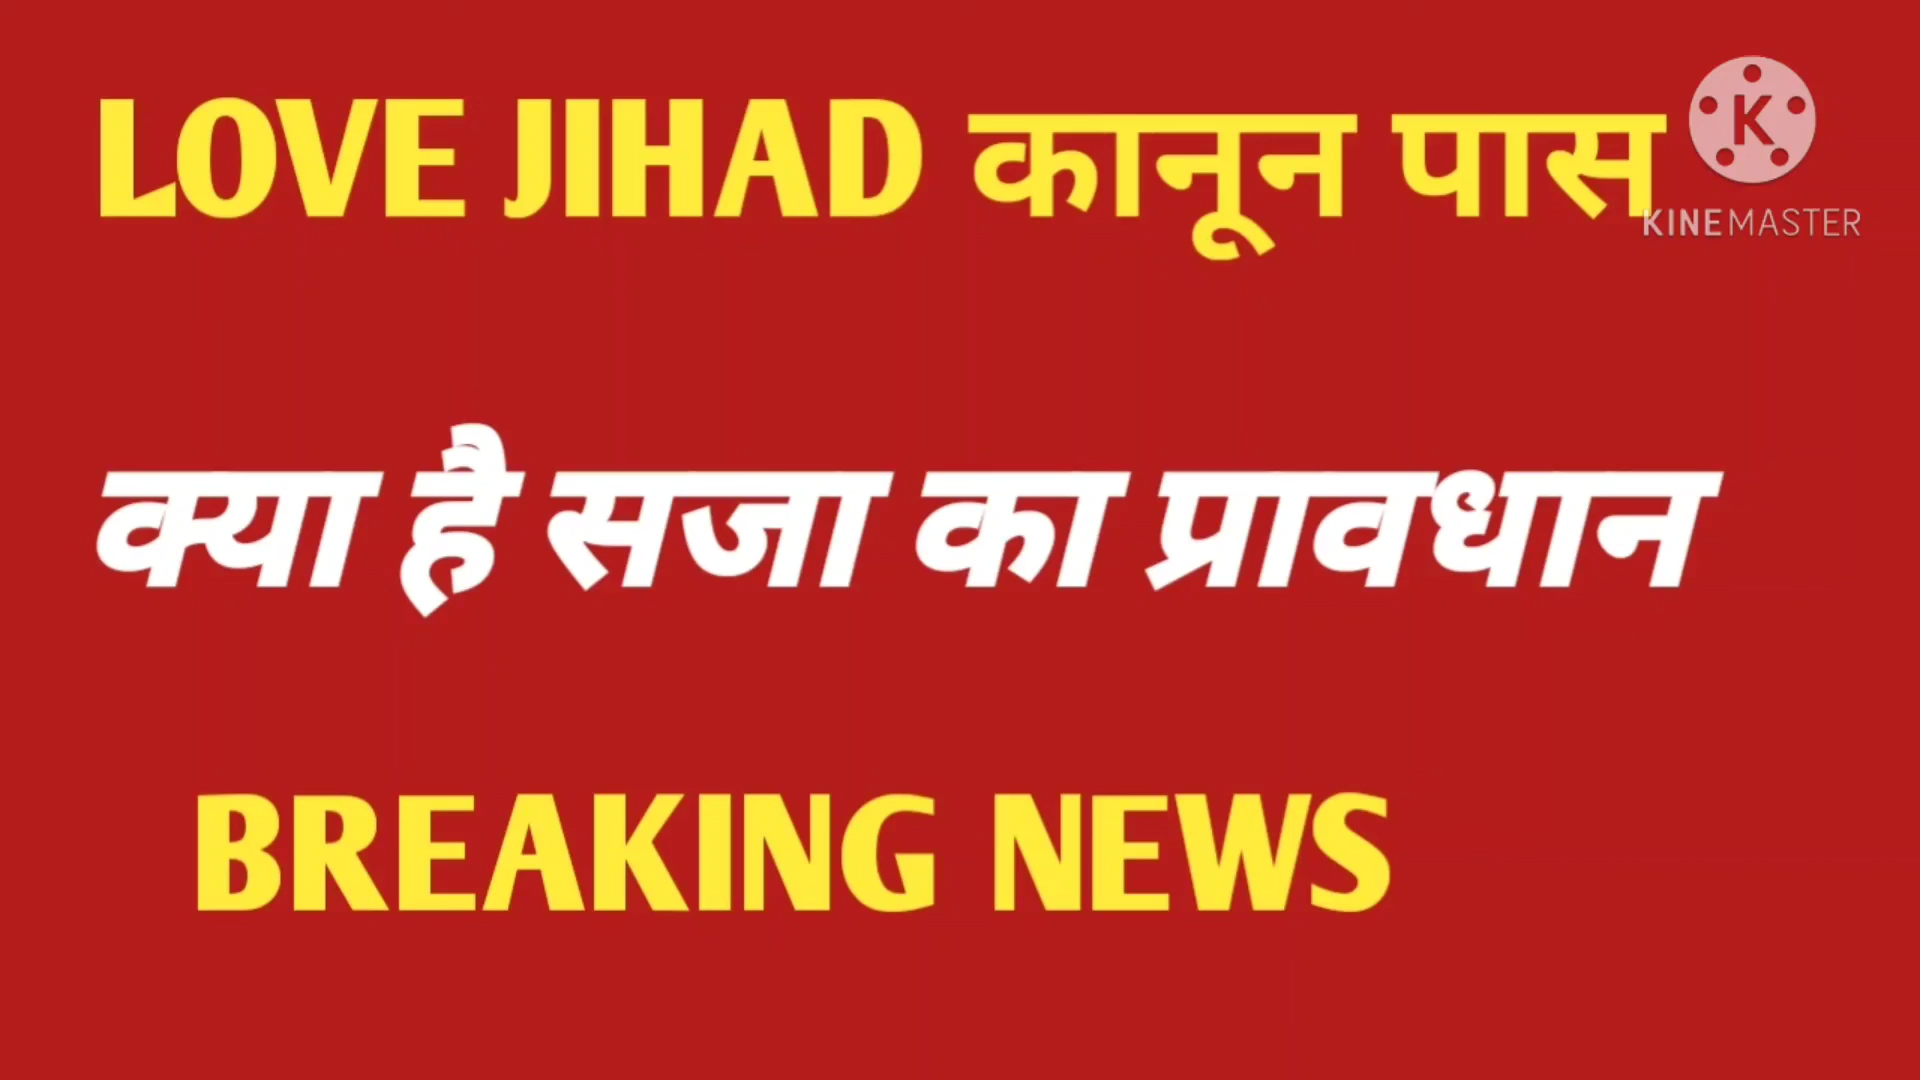 LOVE JIHAD कानून पास
K
KINEMASTER
क्या है सजा का प्रावधान
BREAKING NEWS